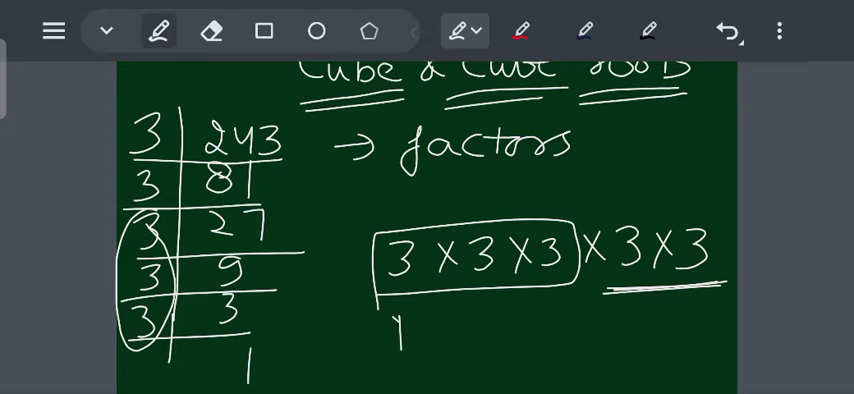 Cube & Cube roots
→ factors
3 | 243
3 | 81
3 | 27
3 | 9
3 | 3
1
3 × 3 × 3 × 3 × 3